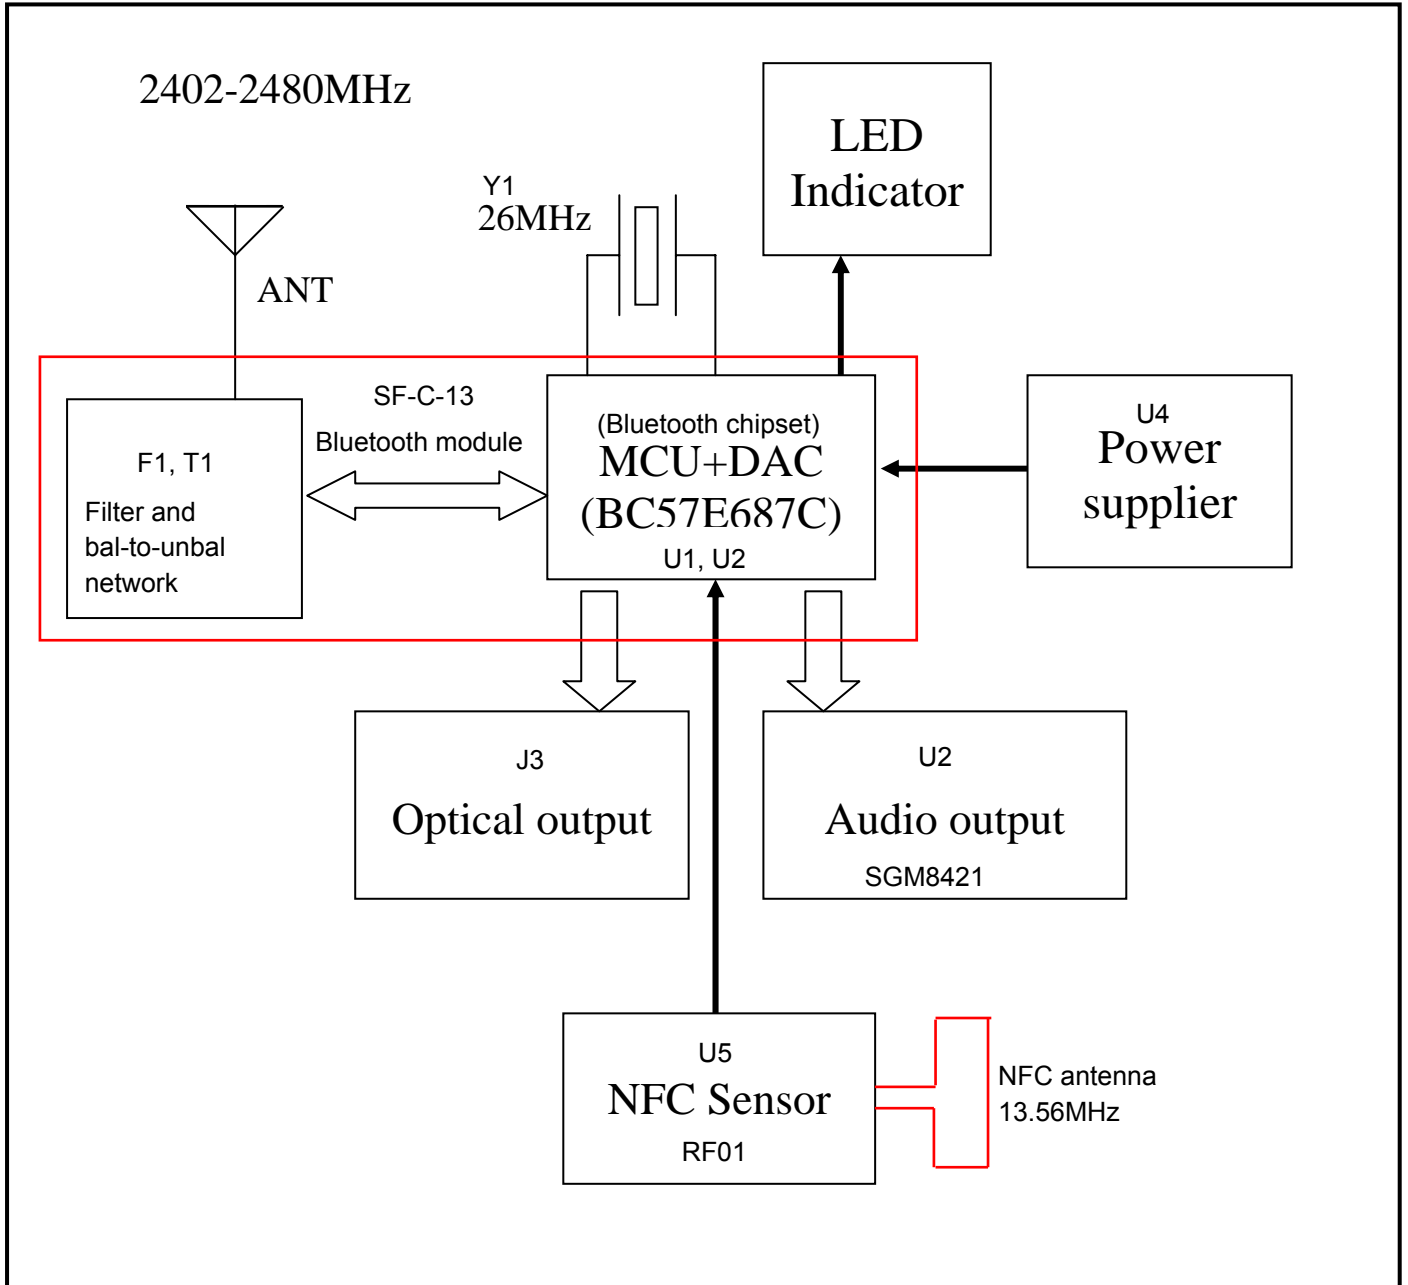 2402-2480MHz
LED
Indicator
Y1
26MHz
ANT
SF-C-13
Bluetooth module
F1, T1
Filter and
bal-to-unbal
network
(Bluetooth chipset)
MCU+DAC
(BC57E687C)
U1, U2
U4
Power
supplier
J3
Optical output
U2
Audio output
SGM8421
U5
NFC Sensor
RF01
NFC antenna
13.56MHz